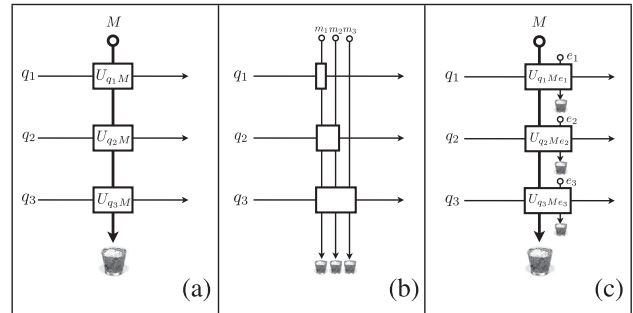 M
q₁ U_{q₁M}
q₂ U_{q₂M}
q₃ U_{q₃M}
(a)
m₁ m₂ m₃
q₁
q₂
q₃
(b)
M
e₁
q₁ U_{q₁Me₁}
e₂
q₂ U_{q₂Me₂}
e₃
q₃ U_{q₃Me₃}
(c)